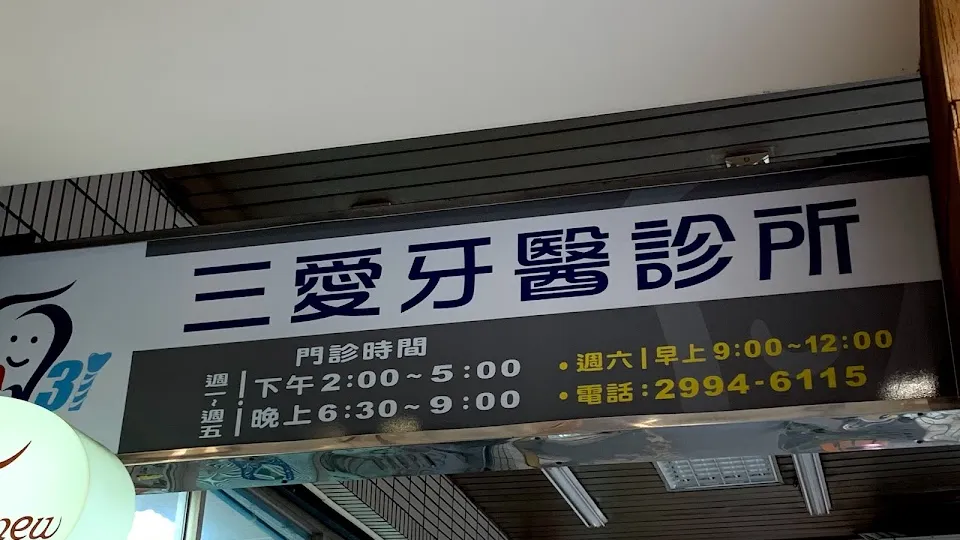 三愛牙醫診所
3
門診時間
週一~週五
下午 2:00~5:00
晚上 6:30~9:00
•週六|早上 9:00~12:00
•電話:2994-6115
new